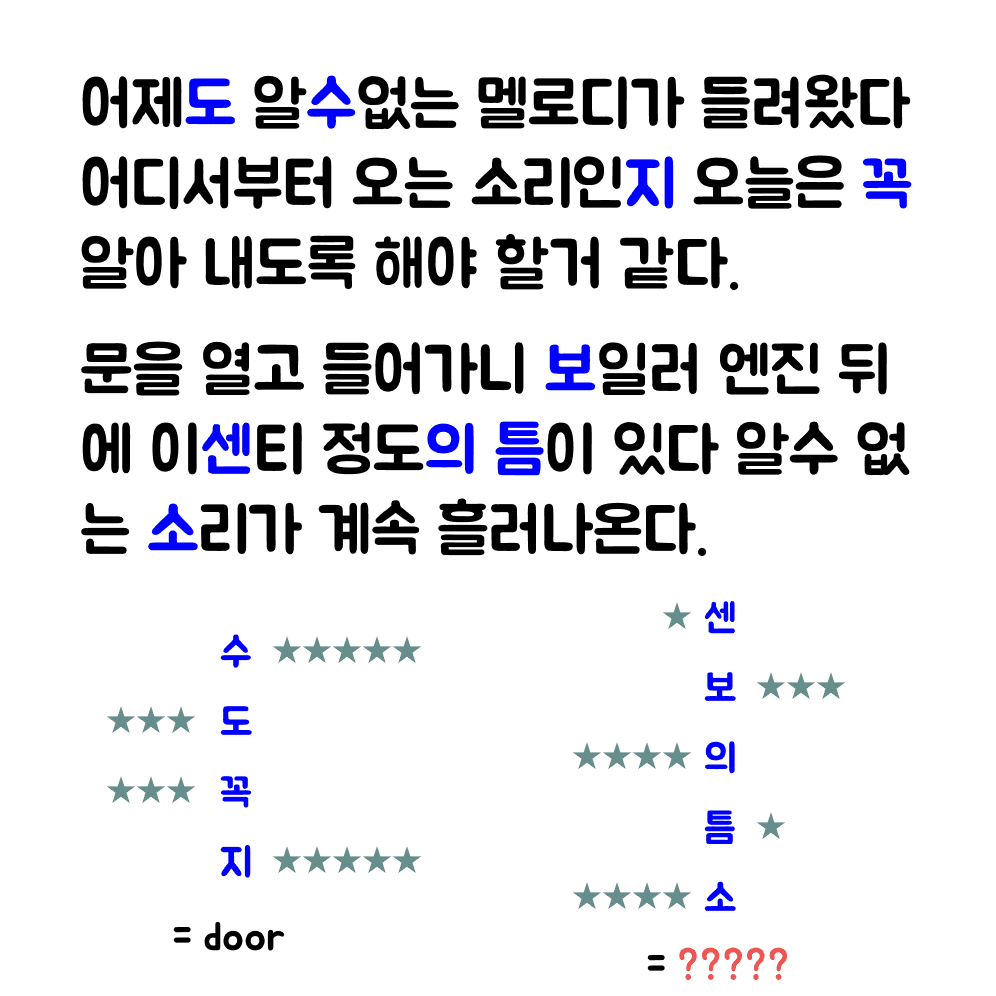 어제도 알수없는 멜로디가 들려왔다
어디서부터 오는 소리인지 오늘은 꼭
알아 내도록 해야 할거 같다.
문을 열고 들어가니 보일러 엔진 뒤
에 이센티 정도의 틈이 있다 알수 없
는 소리가 계속 흘러나온다.
수 ★★★★★
★★★ 도
★★★ 꼭
지 ★★★★★
= door
★ 센
보 ★★★
★★★★ 의
틈 ★
★★★★ 소
= ?????